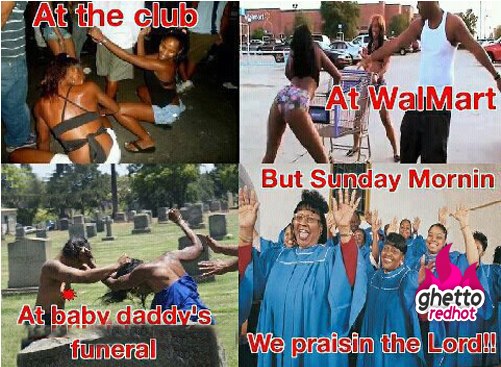 At the club
At WalMart
At baby daddy's
funeral
But Sunday Mornin
We praisin the Lord!!
ghetto
redhot